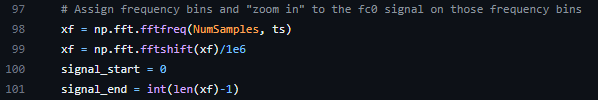 97 # Assign frequency bins and "zoom in" to the fc0 signal on those frequency bins
98 xf = np.fft.fftfreq(NumSamples, ts)
99 xf = np.fft.fftshift(xf)/1e6
100 signal_start = 0
101 signal_end = int(len(xf)-1)